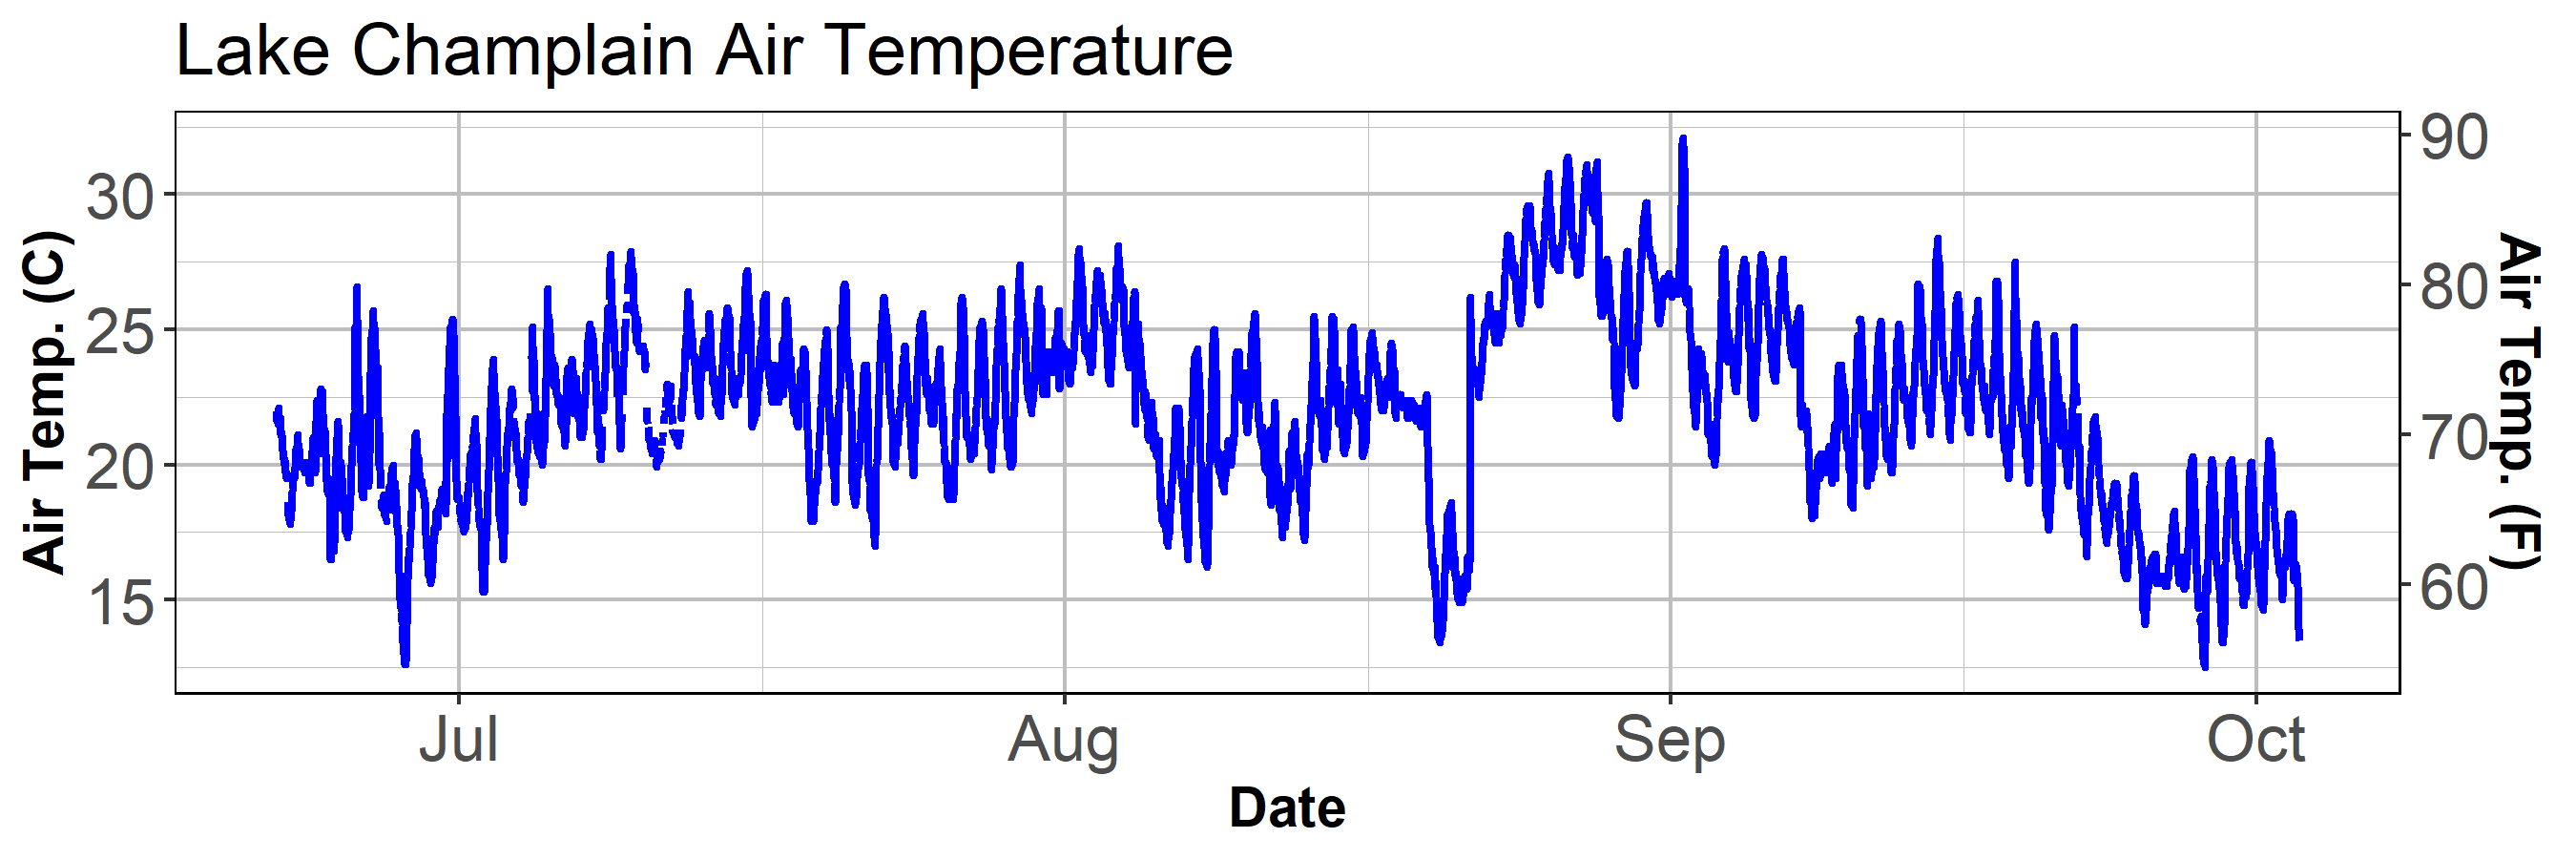 Lake Champlain Air Temperature
Air Temp. (C)
30
25
20
15
90
80
70
60
Air Temp. (F)
Jul Aug Sep Oct
Date